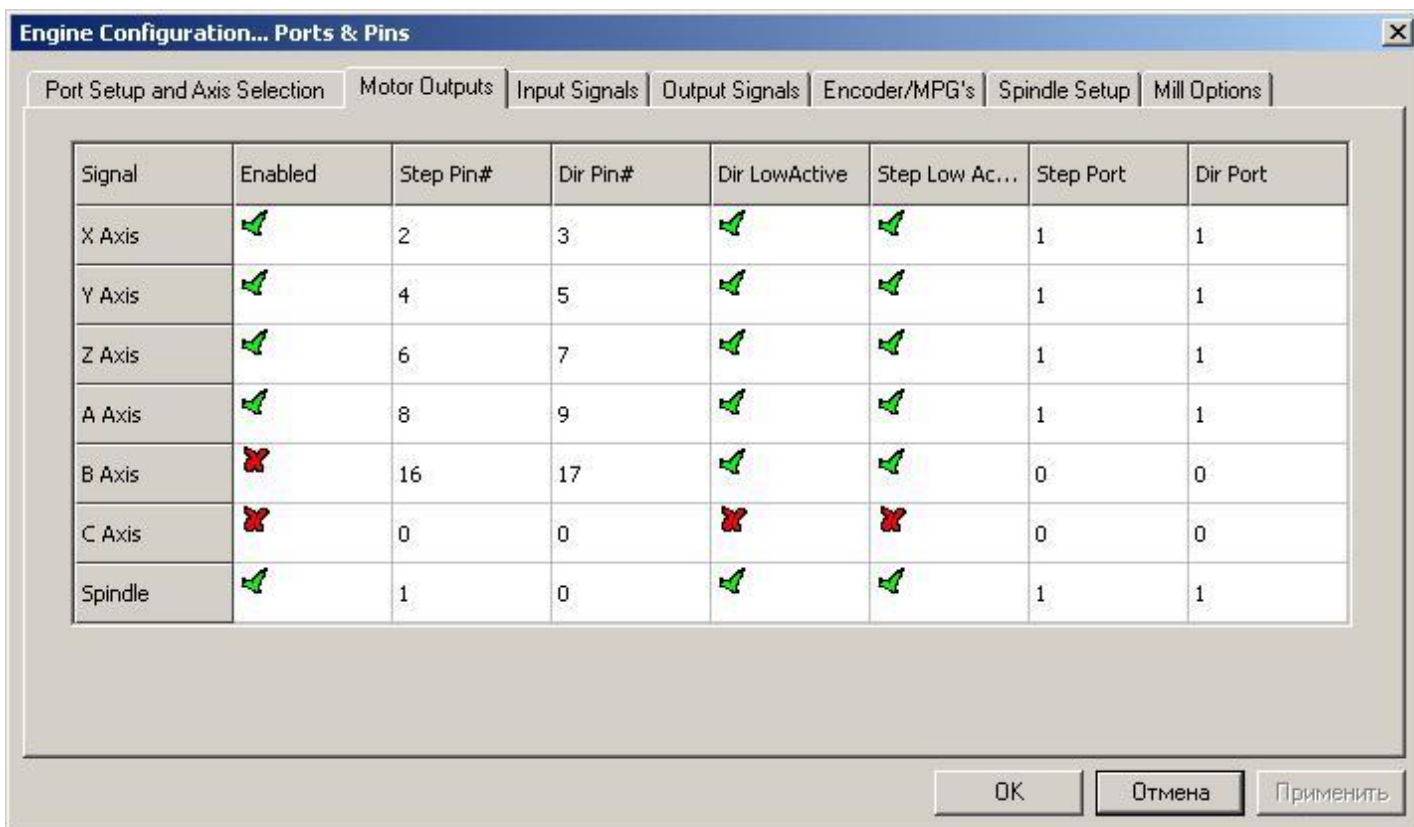 Engine Configuration... Ports & Pins
Port Setup and Axis Selection Motor Outputs Input Signals Output Signals Encoder/MPG's Spindle Setup Mill Options
Signal Enabled Step Pin# Dir Pin# Dir LowActive Step Low Ac... Step Port Dir Port
X Axis 2 3 1 1
Y Axis 4 5 1 1
Z Axis 6 7 1 1
A Axis 8 9 1 1
B Axis 16 17 0 0
C Axis 0 0 0 0
Spindle 1 0 1 1
OK Отмена Применить